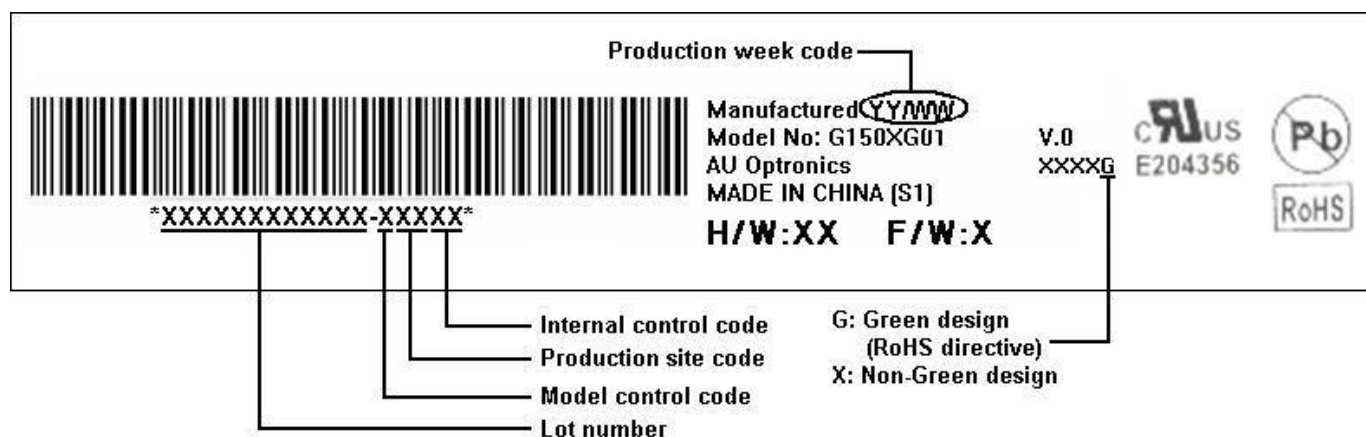 Production week code
Manufactured YY/WW
Model No: G150XG01 V.0
AU Optronics XXXXG
MADE IN CHINA (S1)
H/W:XX F/W:X
CRUUS
E204356
Pb
RoHS
*XXXXXXXXXXXX-XXXXX*
Internal control code
Production site code
Model control code
Lot number
G: Green design
(RoHS directive)
X: Non-Green design